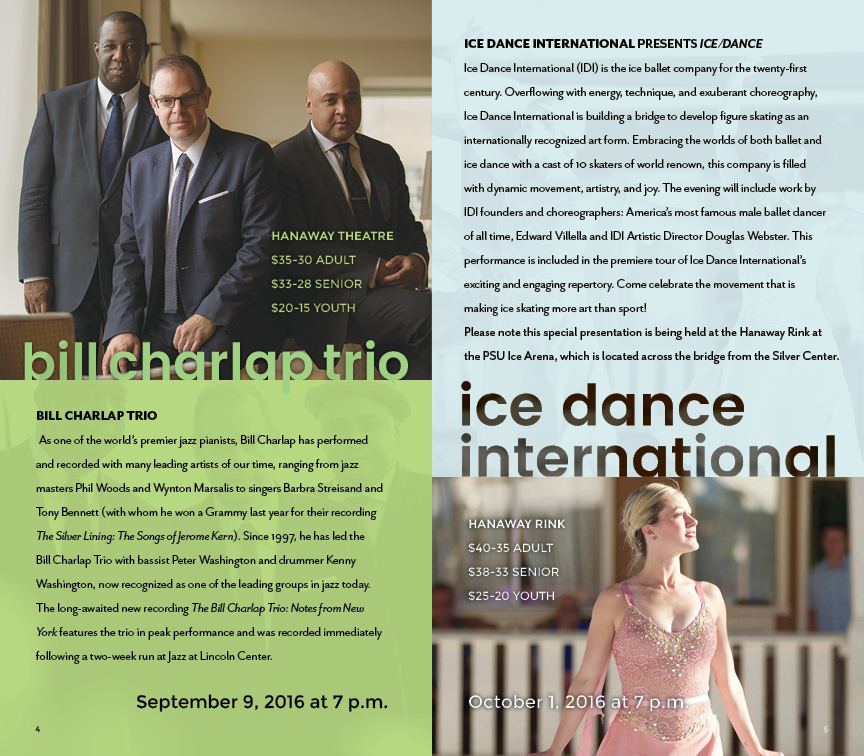 HANAWAY THEATRE
$35-30 ADULT
$33-28 SENIOR
$20-15 YOUTH
bill charlap trio
BILL CHARLAP TRIO
As one of the world's premier jazz pianists, Bill Charlap has performed
and recorded with many leading artists of our time, ranging from jazz
masters Phil Woods and Wynton Marsalis to singers Barbra Streisand and
Tony Bennett (with whom he won a Grammy last year for their recording
The Silver Lining: The Songs of Jerome Kern). Since 1997, he has led the
Bill Charlap Trio with bassist Peter Washington and drummer Kenny
Washington, now recognized as one of the leading groups in jazz today.
The long-awaited new recording The Bill Charlap Trio: Notes from New
York features the trio in peak performance and was recorded immediately
following a two-week run at Jazz at Lincoln Center.
September 9, 2016 at 7 p.m.
4
ICE DANCE INTERNATIONAL PRESENTS ICE/DANCE
Ice Dance International (IDI) is the ice ballet company for the twenty-first
century. Overflowing with energy, technique, and exuberant choreography,
Ice Dance International is building a bridge to develop figure skating as an
internationally recognized art form. Embracing the worlds of both ballet and
ice dance with a cast of 10 skaters of world renown, this company is filled
with dynamic movement, artistry, and joy. The evening will include work by
IDI founders and choreographers: America's most famous male ballet dancer
of all time, Edward Villella and IDI Artistic Director Douglas Webster. This
performance is included in the premiere tour of Ice Dance International's
exciting and engaging repertory. Come celebrate the movement that is
making ice skating more art than sport!
Please note this special presentation is being held at the Hanaway Rink at
the PSU Ice Arena, which is located across the bridge from the Silver Center.
ice dance
international
HANAWAY RINK
$40-35 ADULT
$38-33 SENIOR
$25-20 YOUTH
October 1, 2016 at 7 p.m.
5